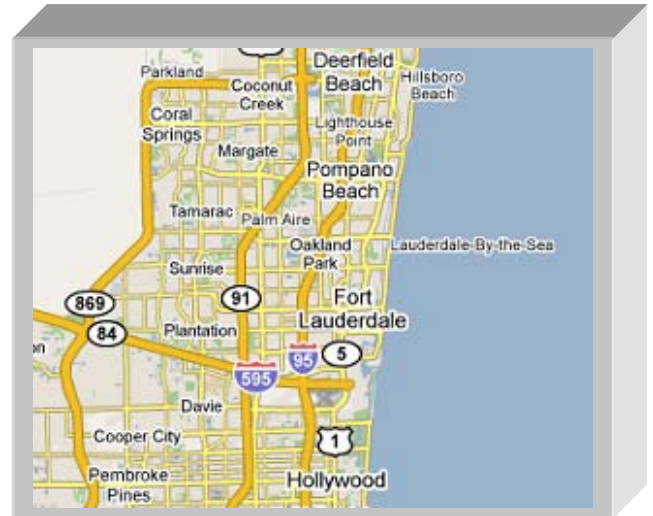 Deerfield
Beach
Parkland
Hillsboro
Beach
Coconut
Creek
Coral
Springs
Lighthouse
Point
Margate
Pompano
Beach
Tamarac
Palm Aire
Oakland
Park
Lauderdale-By-the-Sea
Sunrise
869
91
Fort
Lauderdale
84
Plantation
5
95
595
Davie
Cooper City
1
Pembroke
Pines
Hollywood